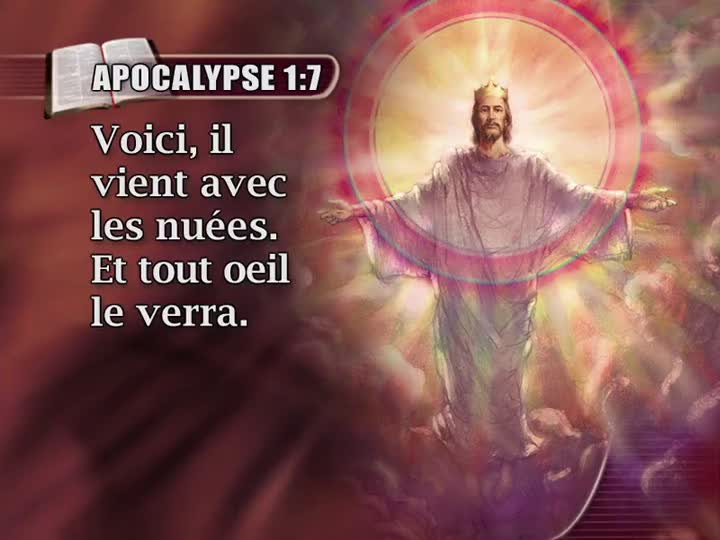 APOCALYPSE 1:7
Voici, il
vient avec
les nuées.
Et tout oeil
le verra.